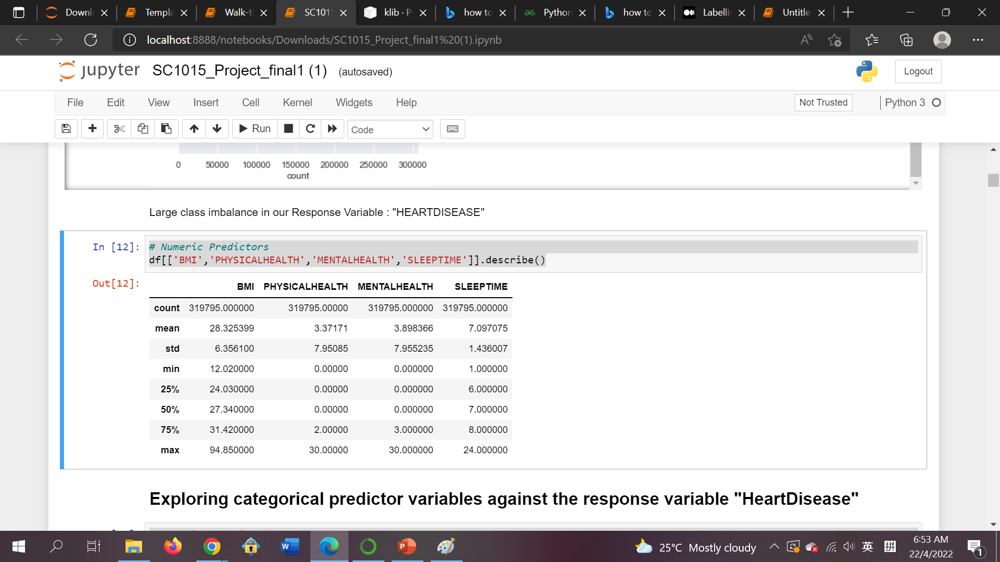 Downl
Templa
Walk-t
SC1015
klib · P
how to
Python
how to
Labelli
Untitle
localhost:8888/notebooks/Downloads/SC1015_Project_final1%20(1).ipynb
jupyter SC1015_Project_final1 (1) (autosaved)
Logout
File Edit View Insert Cell Kernel Widgets Help
Not Trusted
Python 3
Run
Code
0 50000 100000 150000 200000 250000 300000
count
Large class imbalance in our Response Variable : "HEARTDISEASE"
In [12]: # Numeric Predictors
df[['BMI','PHYSICALHEALTH','MENTALHEALTH','SLEEPTIME']].describe()
Out[12]:
BMI PHYSICALHEALTH MENTALHEALTH SLEEPTIME
count 319795.000000 319795.00000 319795.000000 319795.000000
mean 28.325399 3.37171 3.898366 7.097075
std 6.356100 7.95085 7.955235 1.436007
min 12.020000 0.00000 0.000000 1.000000
25% 24.030000 0.00000 0.000000 6.000000
50% 27.340000 0.00000 0.000000 7.000000
75% 31.420000 2.00000 3.000000 8.000000
max 94.850000 30.00000 30.000000 24.000000
Exploring categorical predictor variables against the response variable "HeartDisease"
25°C Mostly cloudy
英
拼
6:53 AM
22/4/2022
1